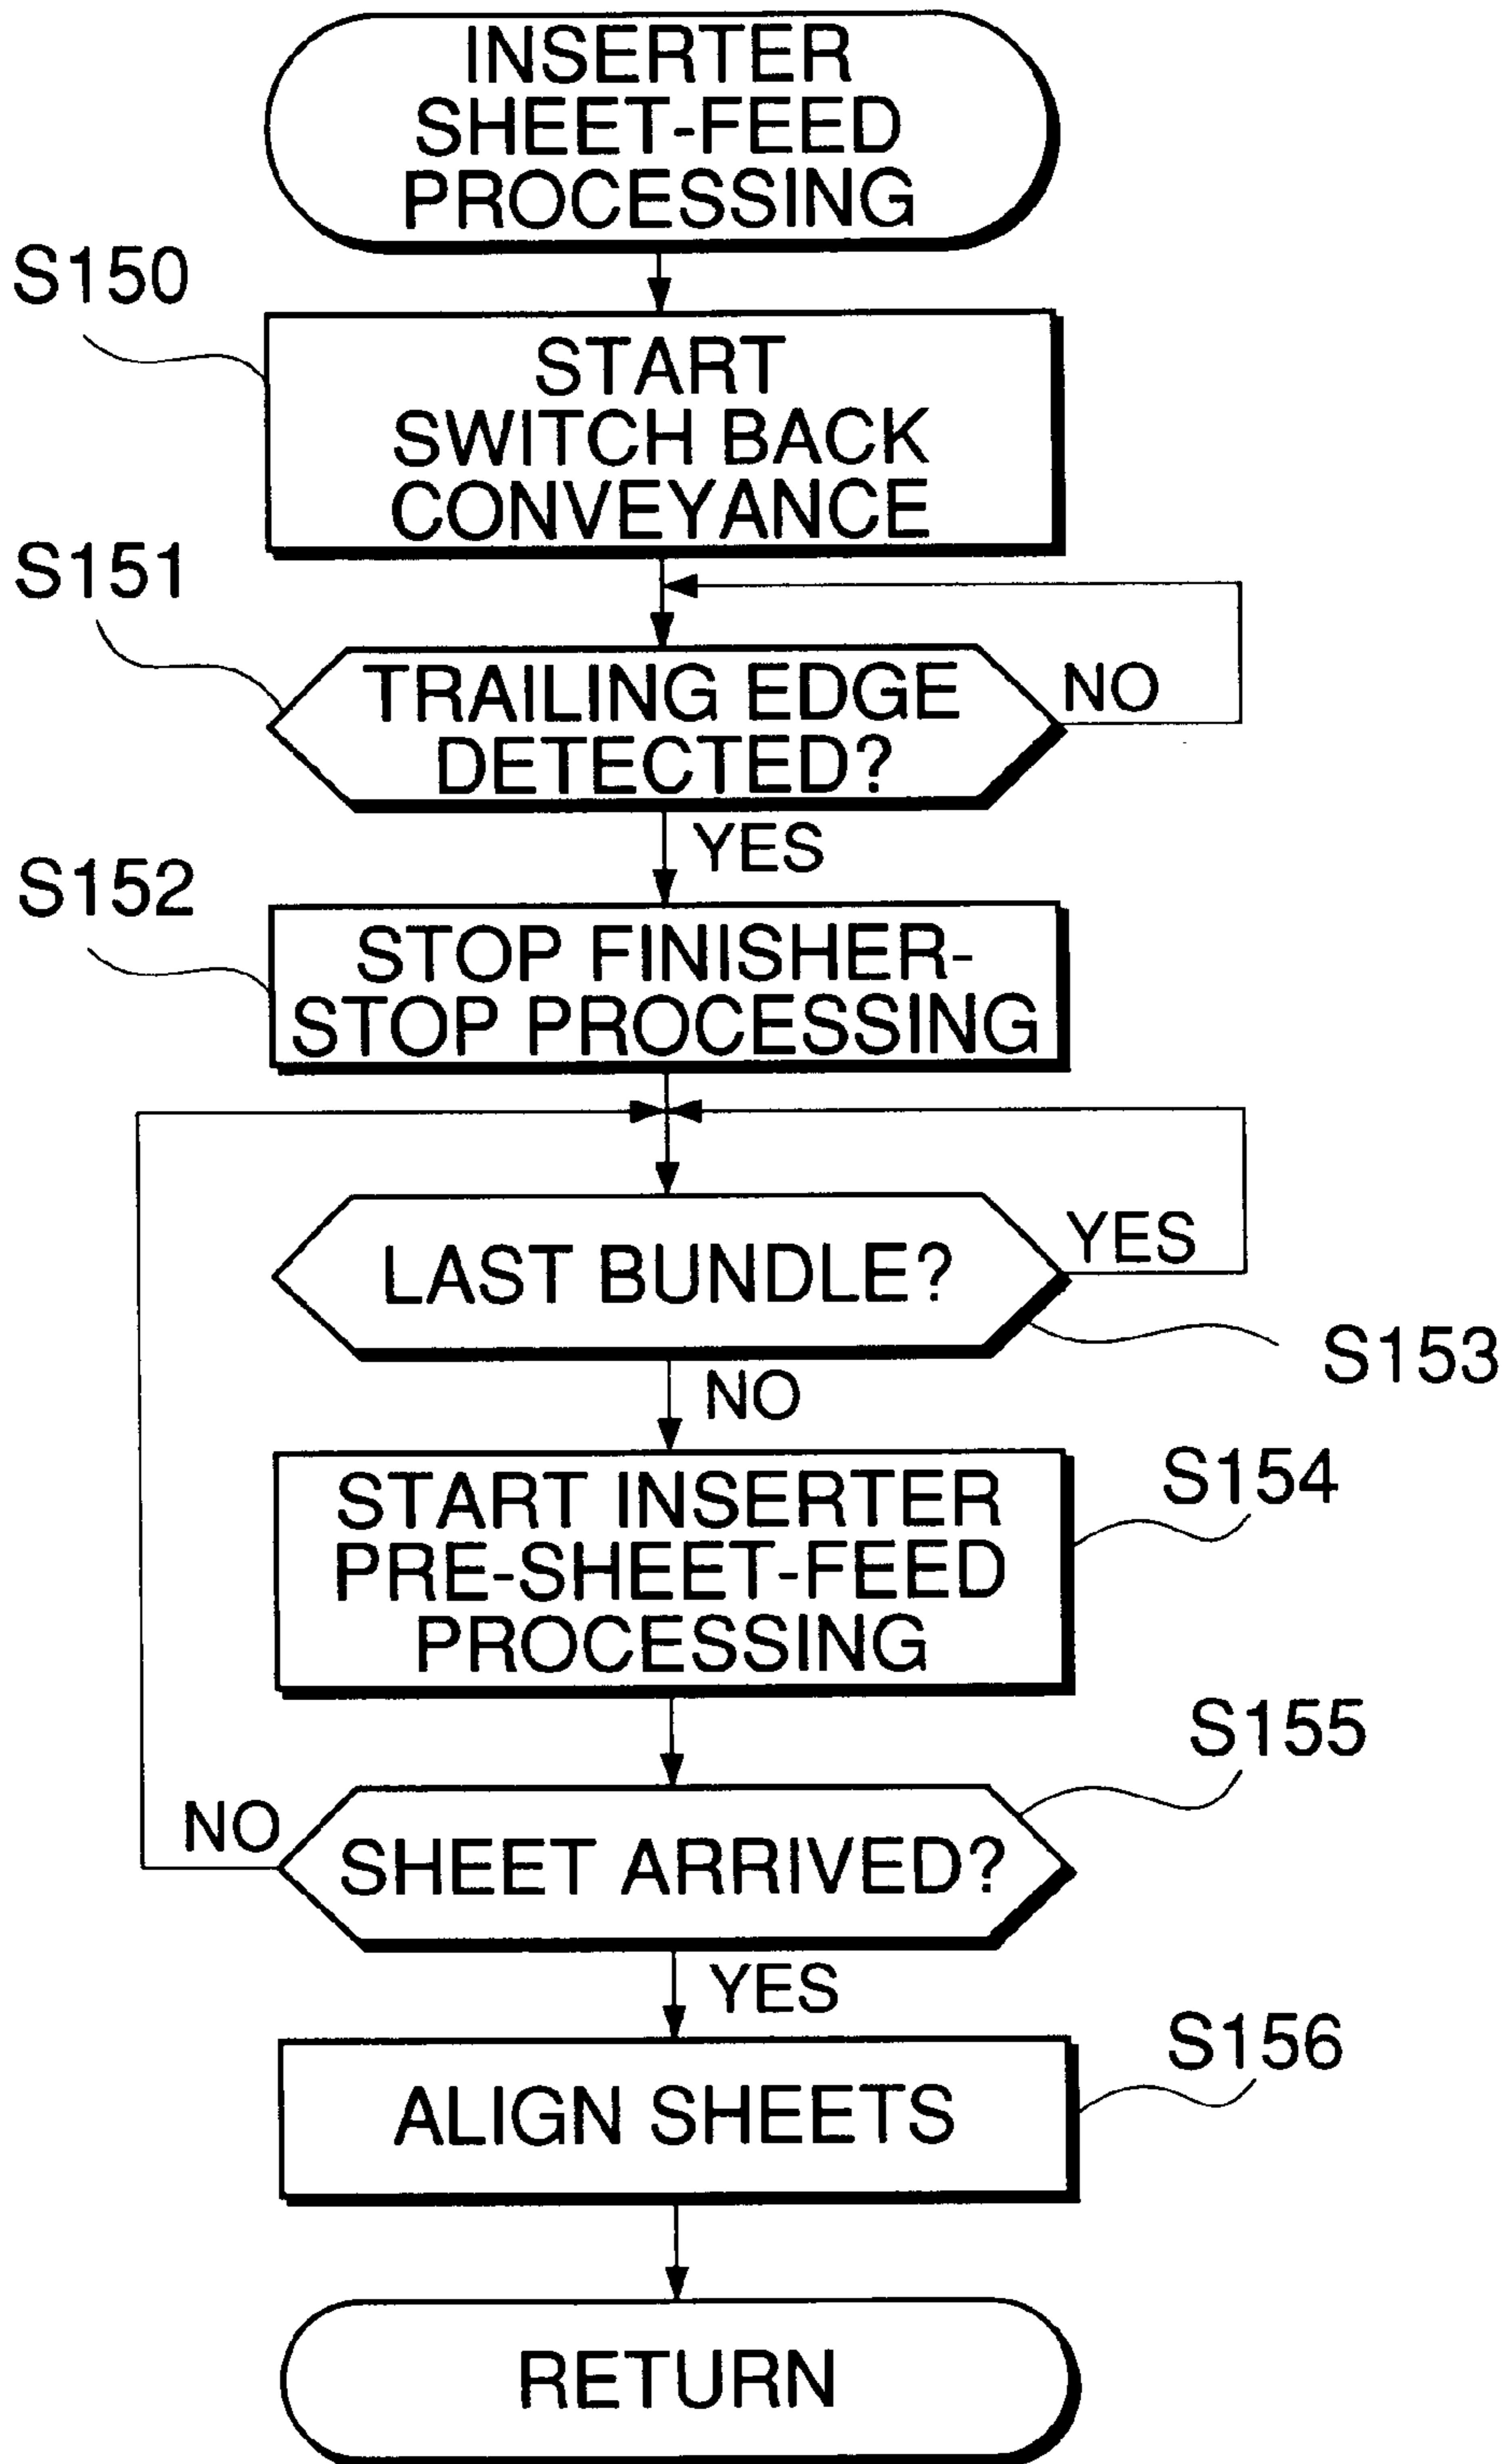 INSERTER
SHEET-FEED
PROCESSING
S150
START
SWITCH BACK
CONVEYANCE
S151
TRAILING EDGE
DETECTED?
NO
YES
S152
STOP FINISHER-
STOP PROCESSING
LAST BUNDLE?
YES
S153
NO
START INSERTER
PRE-SHEET-FEED
PROCESSING
S154
S155
SHEET ARRIVED?
NO
YES
S156
ALIGN SHEETS
RETURN